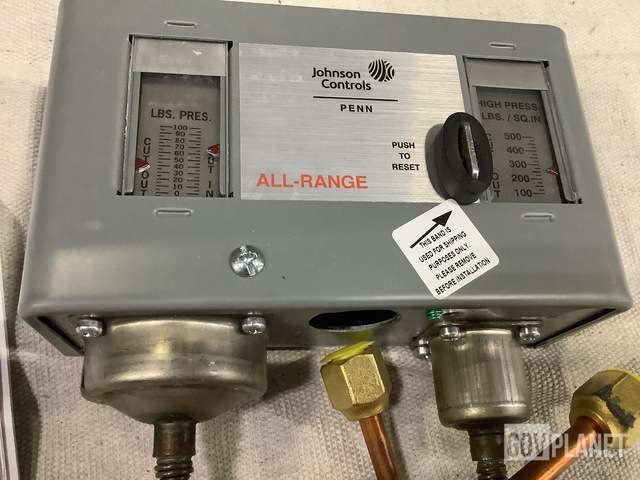 Johnson
Controls
PENN
LBS. PRES.
100
90
80
70
60
50
40
30
20
10
0
CUT OUT
CUT IN
PUSH
TO
RESET
ALL-RANGE
HIGH PRESS
LBS. / SQ.IN
500
400
300
200
100
THIS BAND IS
USED FOR SHIPPING
PURPOSES ONLY.
PLEASE REMOVE
BEFORE INSTALLATION
GOVPLANET